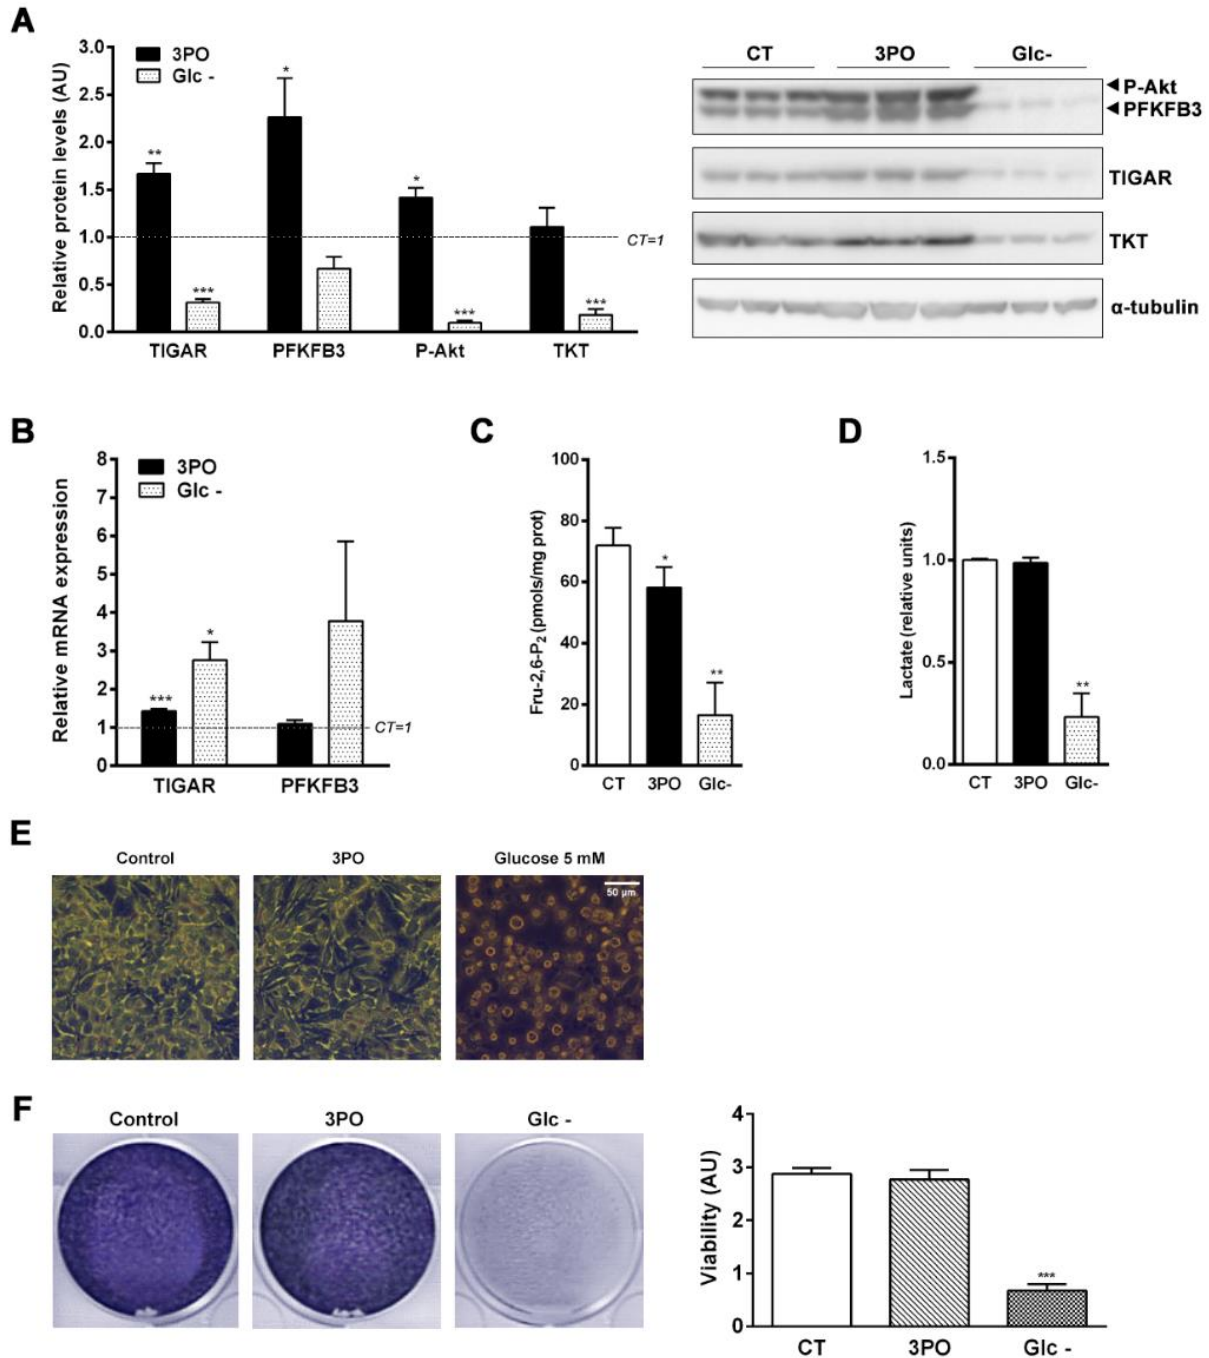 A
Relative protein levels (AU)
3.0
2.5
2.0
1.5
1.0
0.5
0.0
3PO
Glc -
**
***
*
*
***
***
CT=1
TIGAR PFKFB3 P-Akt TKT
CT 3PO Glc-
P-Akt
PFKFB3
TIGAR
TKT
α-tubulin
B
Relative mRNA expression
8
7
6
5
4
3
2
1
0
3PO
Glc -
***
*
CT=1
TIGAR PFKFB3
C
Fru-2,6-P₂ (pmols/mg prot)
100
80
60
40
20
0
*
**
CT 3PO Glc-
D
Lactate (relative units)
1.5
1.0
0.5
0.0
**
CT 3PO Glc-
E
Control 3PO Glucose 5 mM
50 µm
F
Control 3PO Glc -
Viability (AU)
4
3
2
1
0
***
CT 3PO Glc -